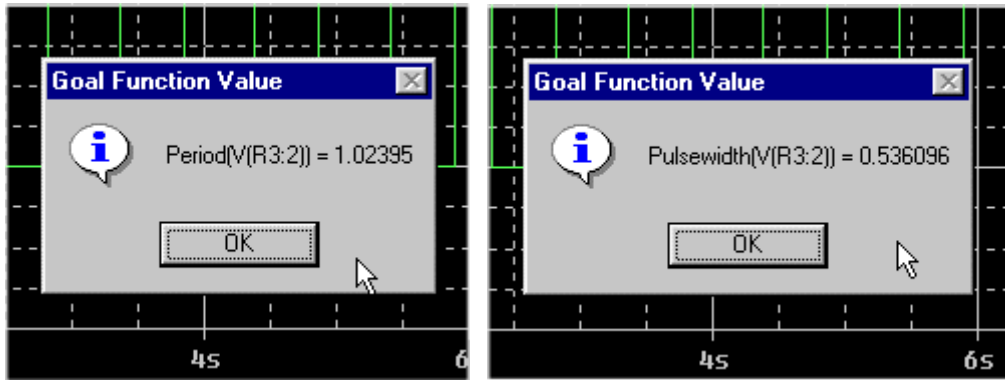 Goal Function Value
Period(V(R3:2)) = 1.02395
OK
4s
6
Goal Function Value
Pulsewidth(V(R3:2)) = 0.536096
OK
4s
6s